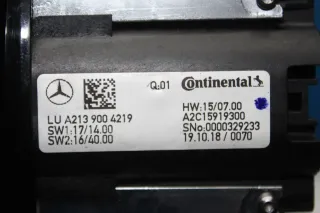 Q:01 Continental
HW:15/07.00
LU A213 900 4219 A2C15919300
SW1:17/14.00 SNo:0000329233
SW2:16/40.00 19.10.18 / 0070